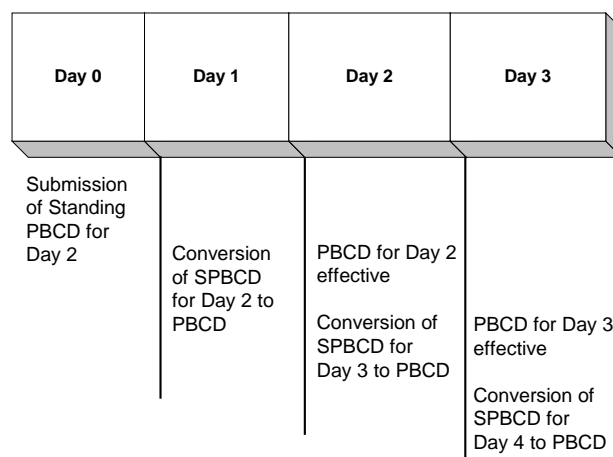 Day 0
Day 1
Day 2
Day 3
Submission
of Standing
PBCD for
Day 2
Conversion
of SPBCD
for Day 2 to
PBCD
PBCD for Day 2
effective
Conversion of
SPBCD for
Day 3 to PBCD
PBCD for Day 3
effective
Conversion of
SPBCD for
Day 4 to PBCD